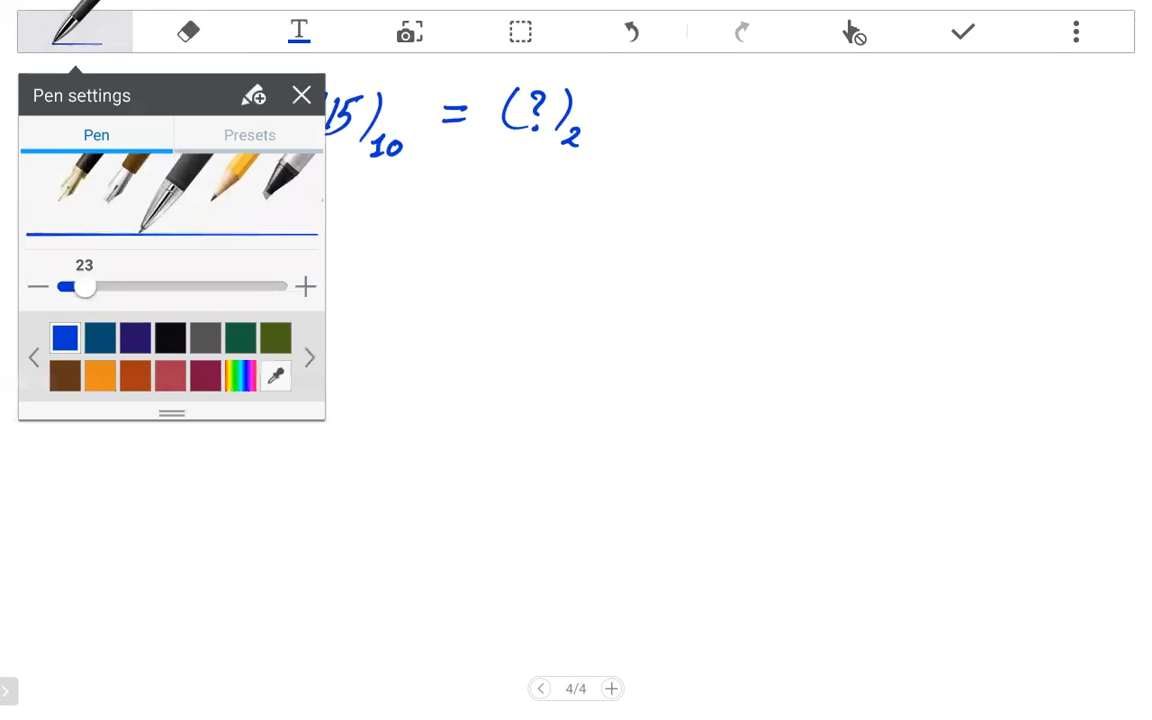 T
Pen settings
Pen Presets
15)10 = (?)2
23
4/4